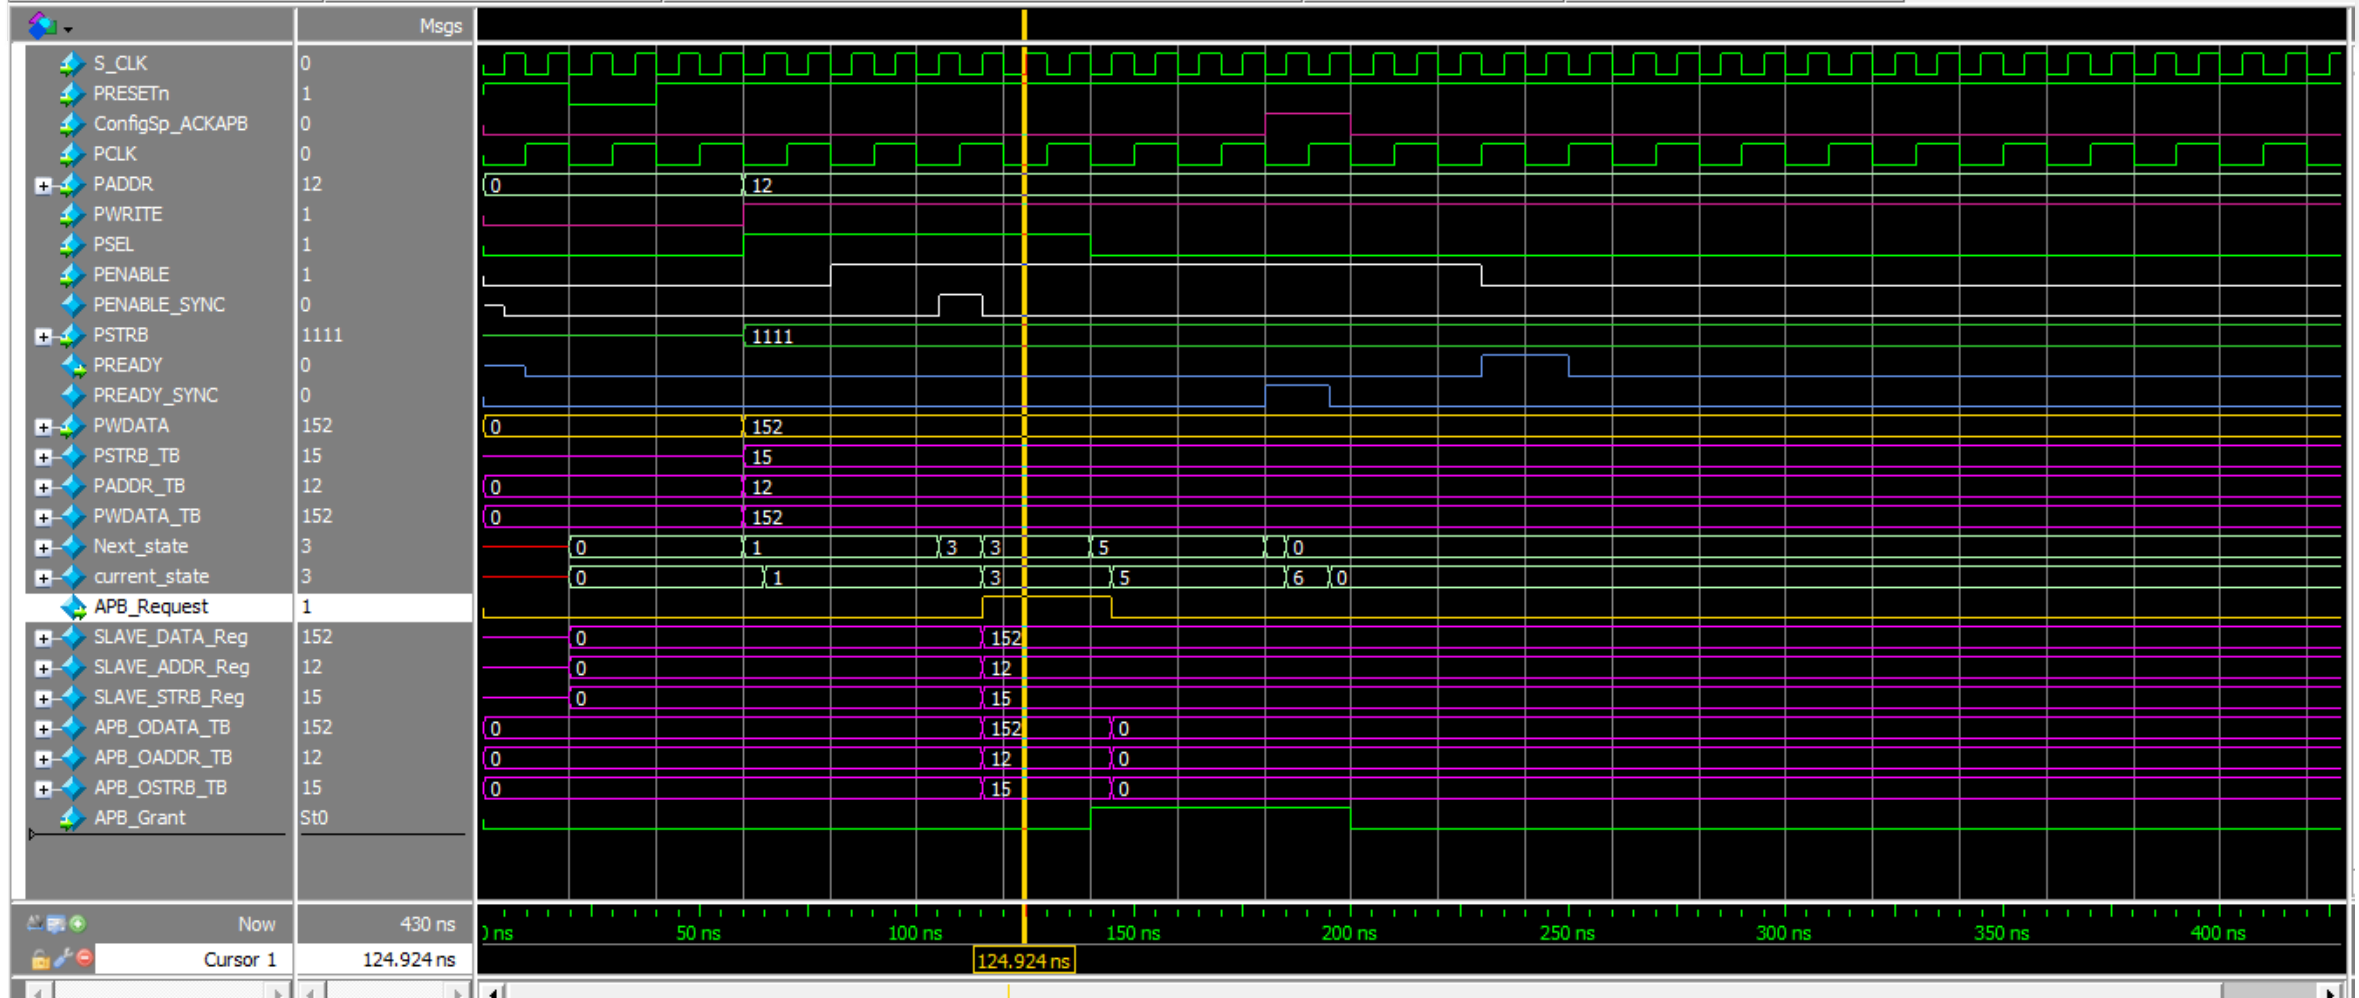 Msgs
S_CLK 0
PRESETn 1
ConfigSp_ACKAPB 0
PCLK 0
PADDR 12 0 12
PWRITE 1
PSEL 1
PENABLE 1
PENABLE_SYNC 0
PSTRB 1111 1111
PREADY 0
PREADY_SYNC 0
PWDATA 152 0 152
PSTRB_TB 15 15
PADDR_TB 12 0 12
PWDATA_TB 152 0 152
Next_state 3 0 1 3 3 5 0
current_state 3 0 1 3 5 6 0
APB_Request 1
SLAVE_DATA_Reg 152 0 152
SLAVE_ADDR_Reg 12 0 12
SLAVE_STRB_Reg 15 0 15
APB_ODATA_TB 152 0 152 0
APB_OADDR_TB 12 0 12 0
APB_OSTRB_TB 15 0 15 0
APB_Grant St0
Now 430 ns ns 50 ns 100 ns 150 ns 200 ns 250 ns 300 ns 350 ns 400 ns
Cursor 1 124.924 ns 124.924 ns